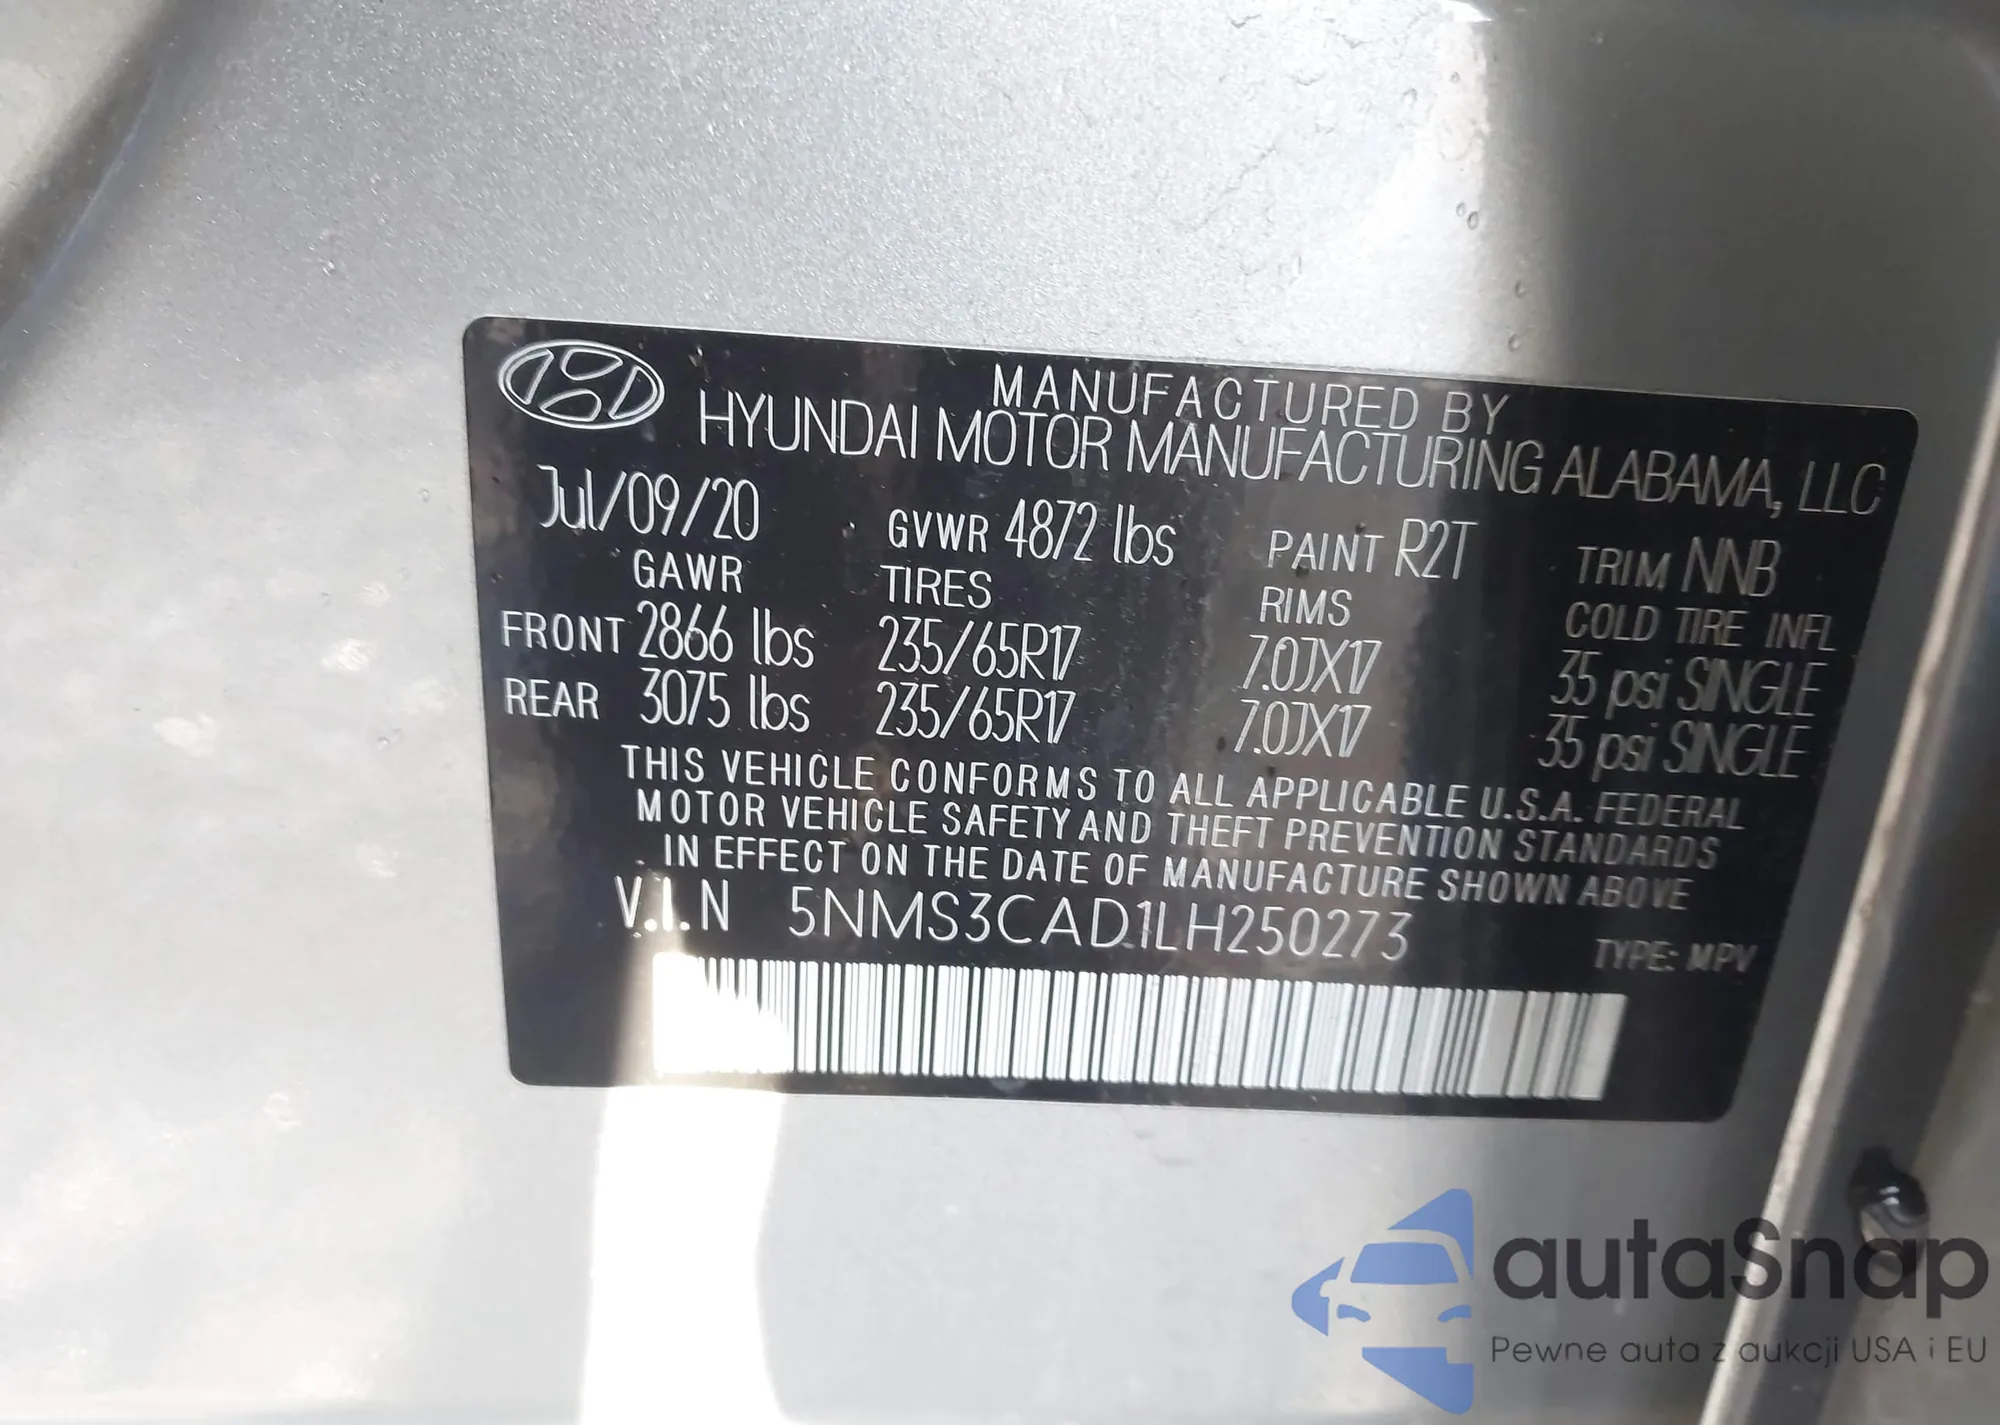 MANUFACTURED BY
HYUNDAI MOTOR MANUFACTURING ALABAMA, LLC
Jul/09/20 GVWR 4872 lbs PAINT R2T TRIM NNB
GAWR TIRES RIMS COLD TIRE INFL
FRONT 2866 lbs 235/65R17 7.0JX17 35 psi SINGLE
REAR 3075 lbs 235/65R17 7.0JX17 35 psi SINGLE
THIS VEHICLE CONFORMS TO ALL APPLICABLE U.S.A. FEDERAL
MOTOR VEHICLE SAFETY AND THEFT PREVENTION STANDARDS
IN EFFECT ON THE DATE OF MANUFACTURE SHOWN ABOVE
V.I.N 5NMS3CAD1LH250273 TYPE: MPV
autaSnap
Pewne auta z aukcji USA i EU